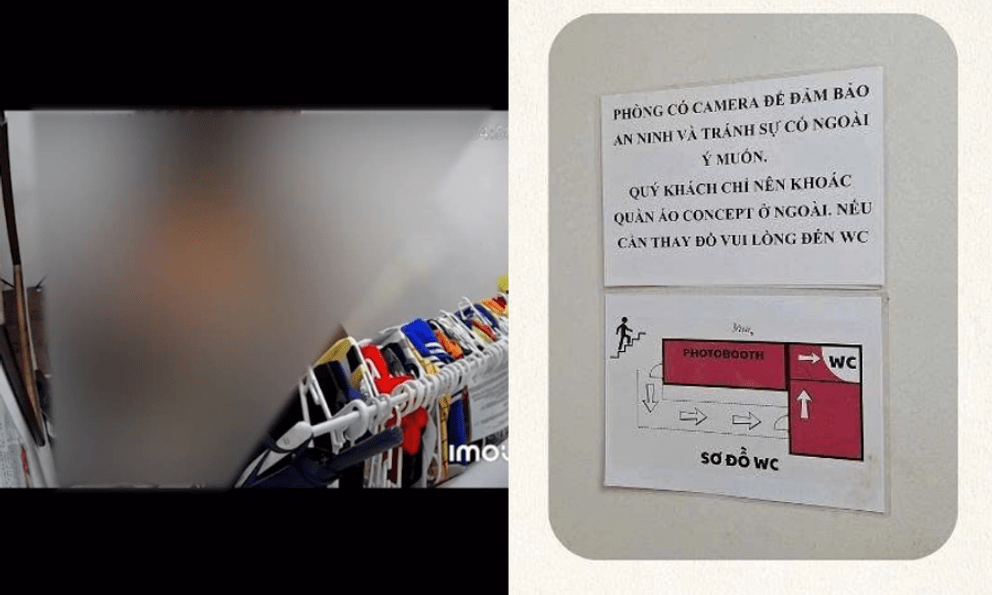 imou
PHÒNG CÓ CAMERA ĐỂ ĐẢM BẢO
AN NINH VÀ TRÁNH SỰ CỐ NGOÀI
Ý MUỐN.
QUÝ KHÁCH CHỈ NÊN KHOÁC
QUẦN ÁO CONCEPT Ở NGOÀI. NẾU
CẦN THAY ĐỒ VUI LÒNG ĐẾN WC
PHOTOBOOTH
WC
SƠ ĐỒ WC